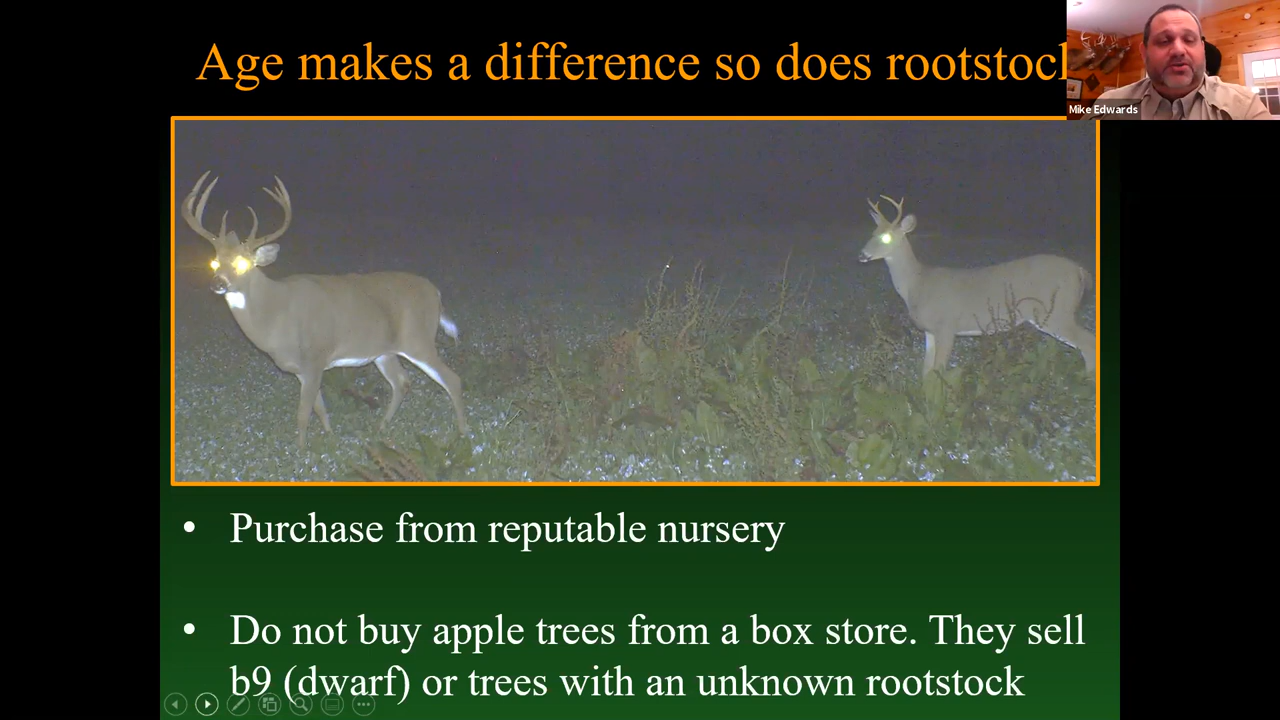 Age makes a difference so does rootstock
Mike Edwards
• Purchase from reputable nursery
• Do not buy apple trees from a box store. They sell
b9 (dwarf) or trees with an unknown rootstock